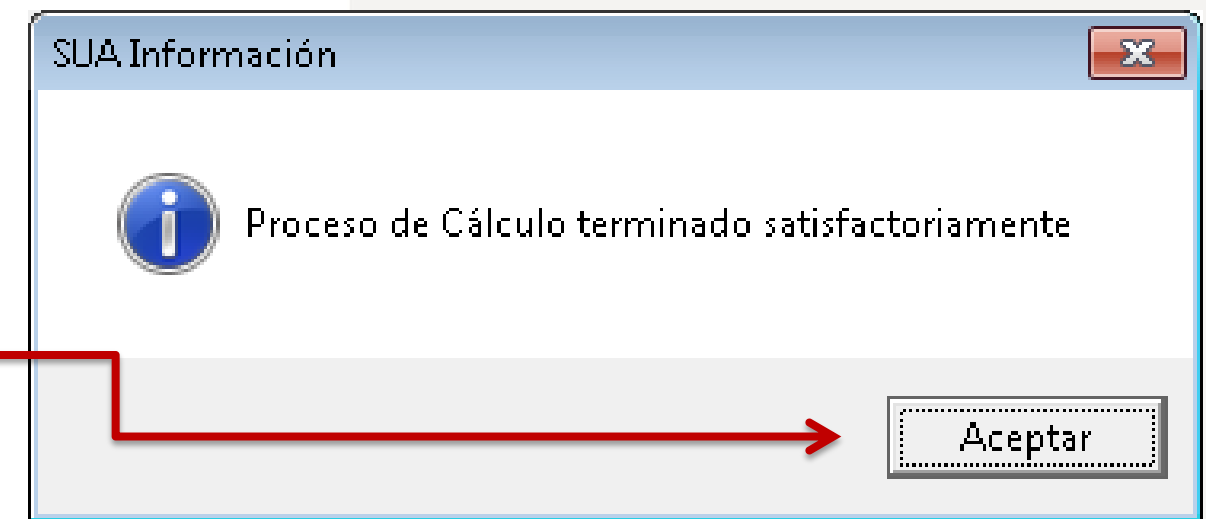 SUA Información
Proceso de Cálculo terminado satisfactoriamente
Aceptar